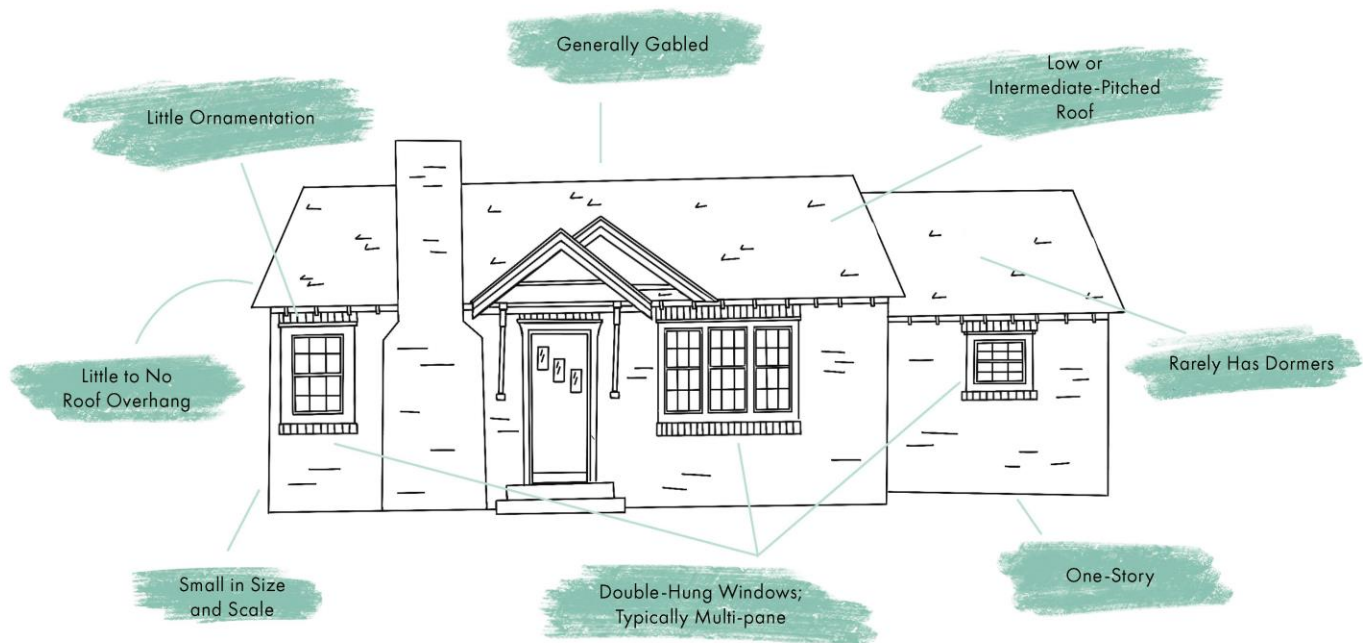 Generally Gabled
Low or
Intermediate-Pitched
Roof
Little Ornamentation
Little to No
Roof Overhang
Rarely Has Dormers
Small in Size
and Scale
Double-Hung Windows;
Typically Multi-pane
One-Story